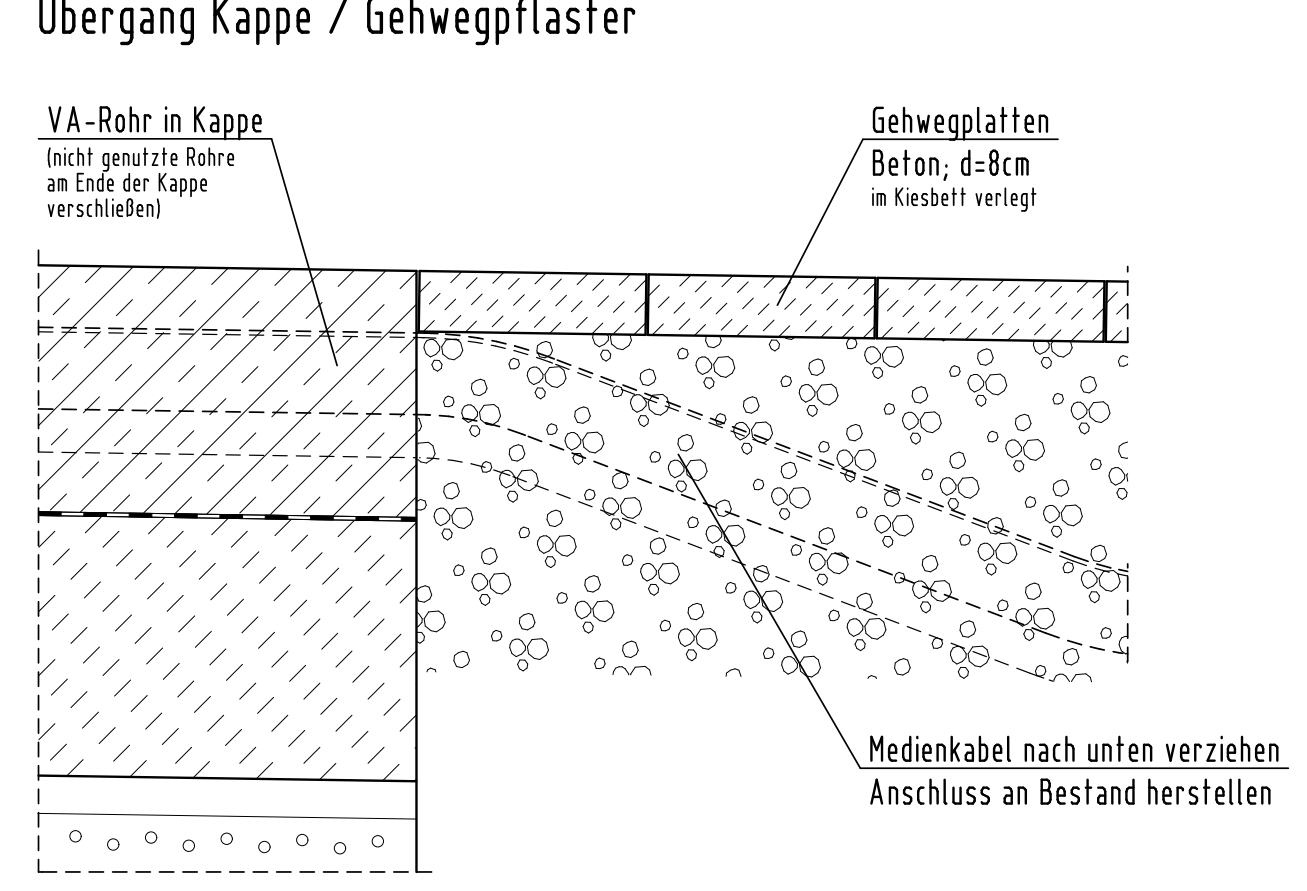 Übergang Kappe / Gehwegpflaster
VA-Rohr in Kappe
(nicht genutzte Rohre
am Ende der Kappe
verschließen)
Gehwegplatten
Beton; d=8cm
im Kiesbett verlegt
Medienkabel nach unten verziehen
Anschluss an Bestand herstellen